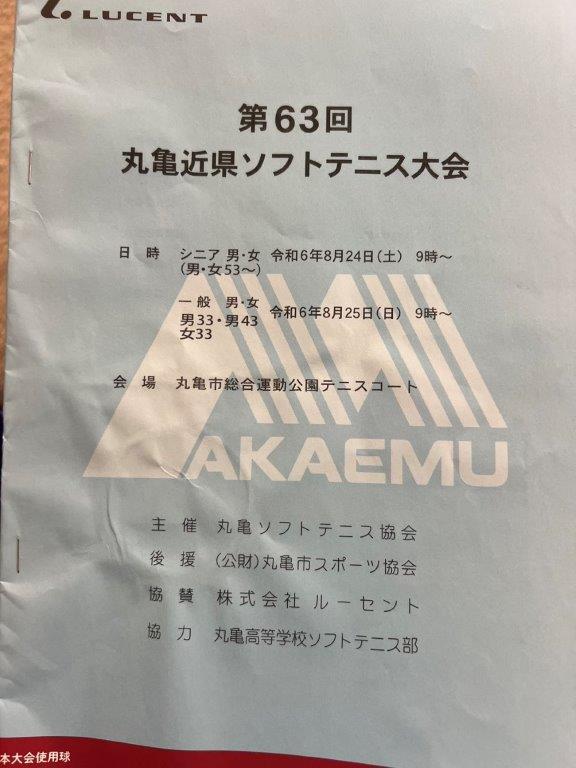 LUCENT
第63回
丸亀近県ソフトテニス大会
日 時 シニア 男・女 令和6年8月24日(土) 9時～
(男・女53～)
一般 男・女 令和6年8月25日(日) 9時～
男33・男43
女33
会 場 丸亀市総合運動公園テニスコート
AKAEMU
主 催 丸亀ソフトテニス協会
後 援 (公財)丸亀市スポーツ協会
協 賛 株式会社 ルーセント
協 力 丸亀高等学校ソフトテニス部
本大会使用球